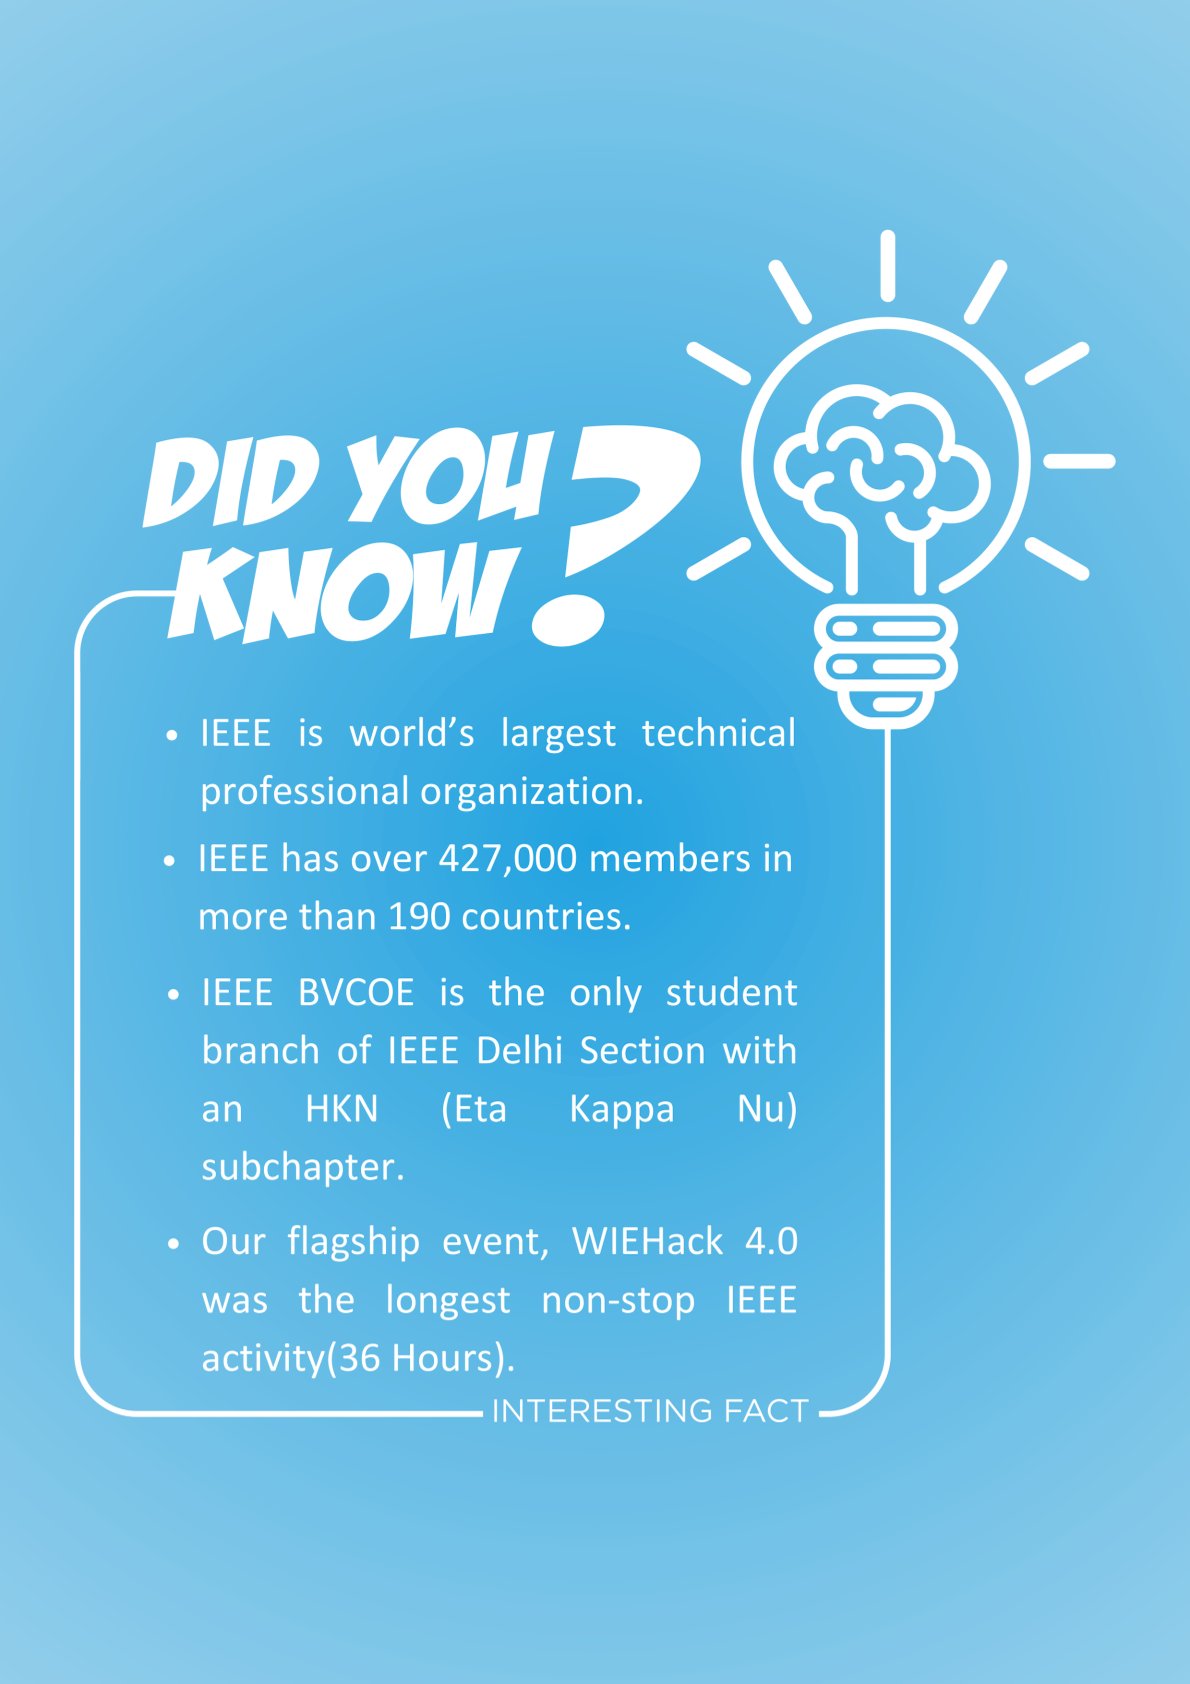 DID YOU
KNOW?
• IEEE is world’s largest technical
professional organization.
• IEEE has over 427,000 members in
more than 190 countries.
• IEEE BVCOE is the only student
branch of IEEE Delhi Section with
an HKN (Eta Kappa Nu)
subchapter.
• Our flagship event, WIEHack 4.0
was the longest non-stop IEEE
activity(36 Hours).
INTERESTING FACT